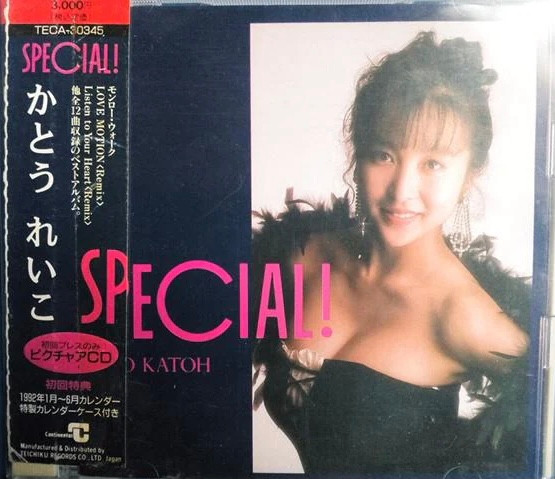 3,000円
(税込定価)
TECA-30345
SPECIAL!
かとうれいこ
モンロー・ウォーク
LOVE MOTION〈Remix〉
Listen to Your Heart〈Remix〉
他全12曲収録のベストアルバム。
初回プレスのみ
ピクチャアCD
初回特典
1992年1月〜6月カレンダー
特製カレンダーケース付き
Continental
Manufactured & Distributed by
TEICHIKU RECORDS CO., LTD. Japan
SPECIAL!
O KATOH